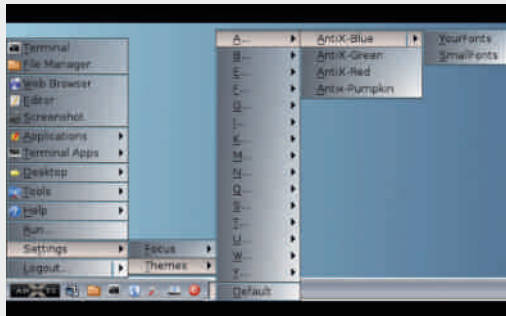 Terminal
File Manager
Web Browser
Editor
Screenshot
Applications
Terminal Apps
Desktop
Tools
Help
Run...
Settings
Logout...
Focus
Themes
A...
B...
E...
F...
G...
I...
K...
M...
N...
Q...
S...
T...
U...
W...
Y...
Default
AntiX-Blue
AntiX-Green
AntiX-Red
AntiX-Pumpkin
YourFonts
SmallFonts